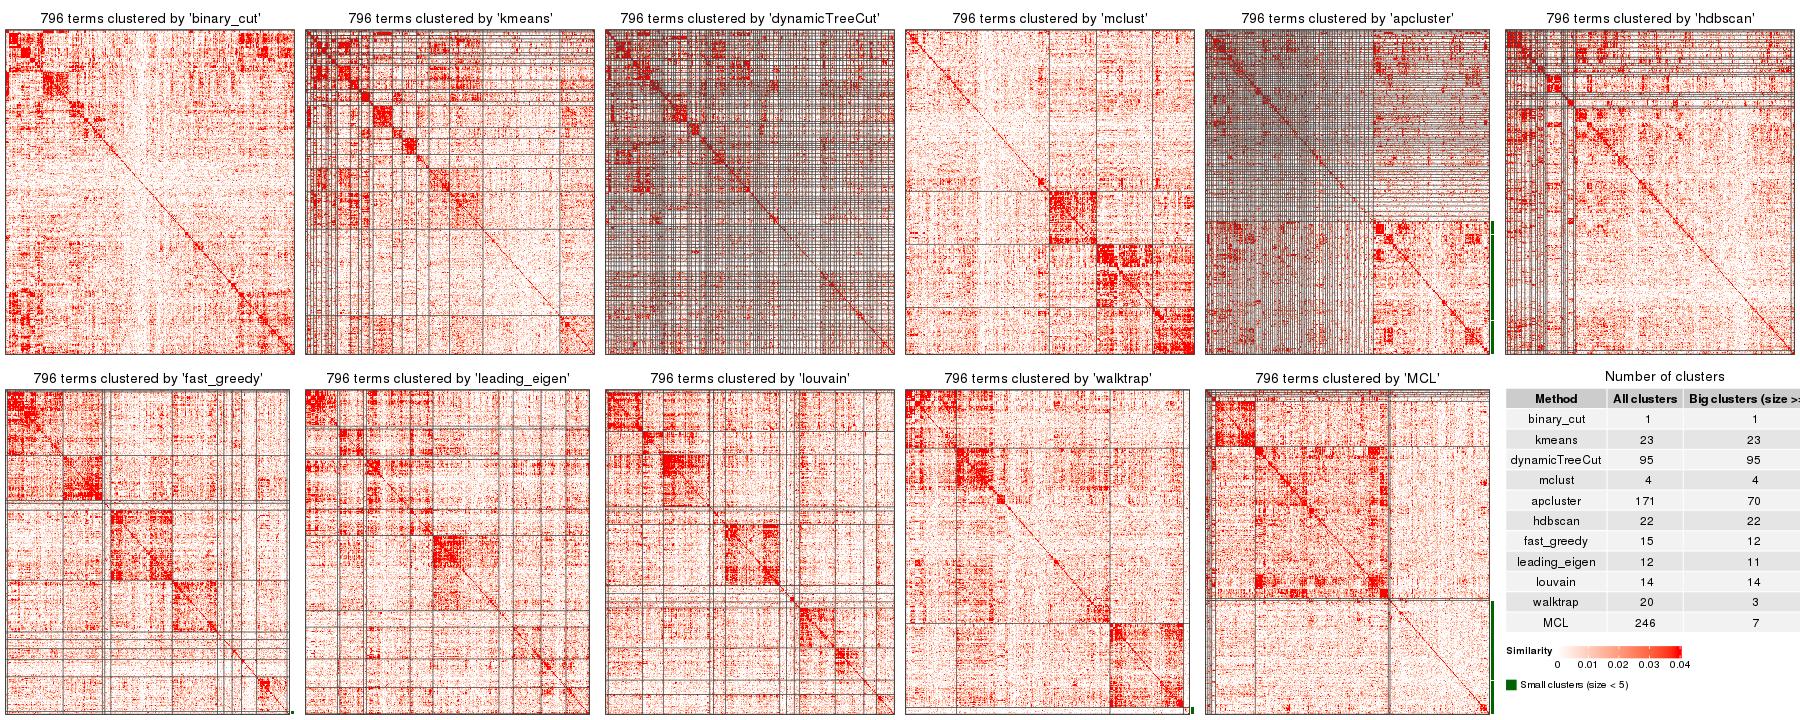 796 terms clustered by 'binary_cut'
796 terms clustered by 'kmeans'
796 terms clustered by 'dynamicTreeCut'
796 terms clustered by 'mclust'
796 terms clustered by 'apcluster'
796 terms clustered by 'hdbscan'
796 terms clustered by 'fast_greedy'
796 terms clustered by 'leading_eigen'
796 terms clustered by 'louvain'
796 terms clustered by 'walktrap'
796 terms clustered by 'MCL'
Number of clusters
Method All clusters Big clusters (size >=
binary_cut 1 1
kmeans 23 23
dynamicTreeCut 95 95
mclust 4 4
apcluster 171 70
hdbscan 22 22
fast_greedy 15 12
leading_eigen 12 11
louvain 14 14
walktrap 20 3
MCL 246 7
Similarity
0 0.01 0.02 0.03 0.04
Small clusters (size < 5)